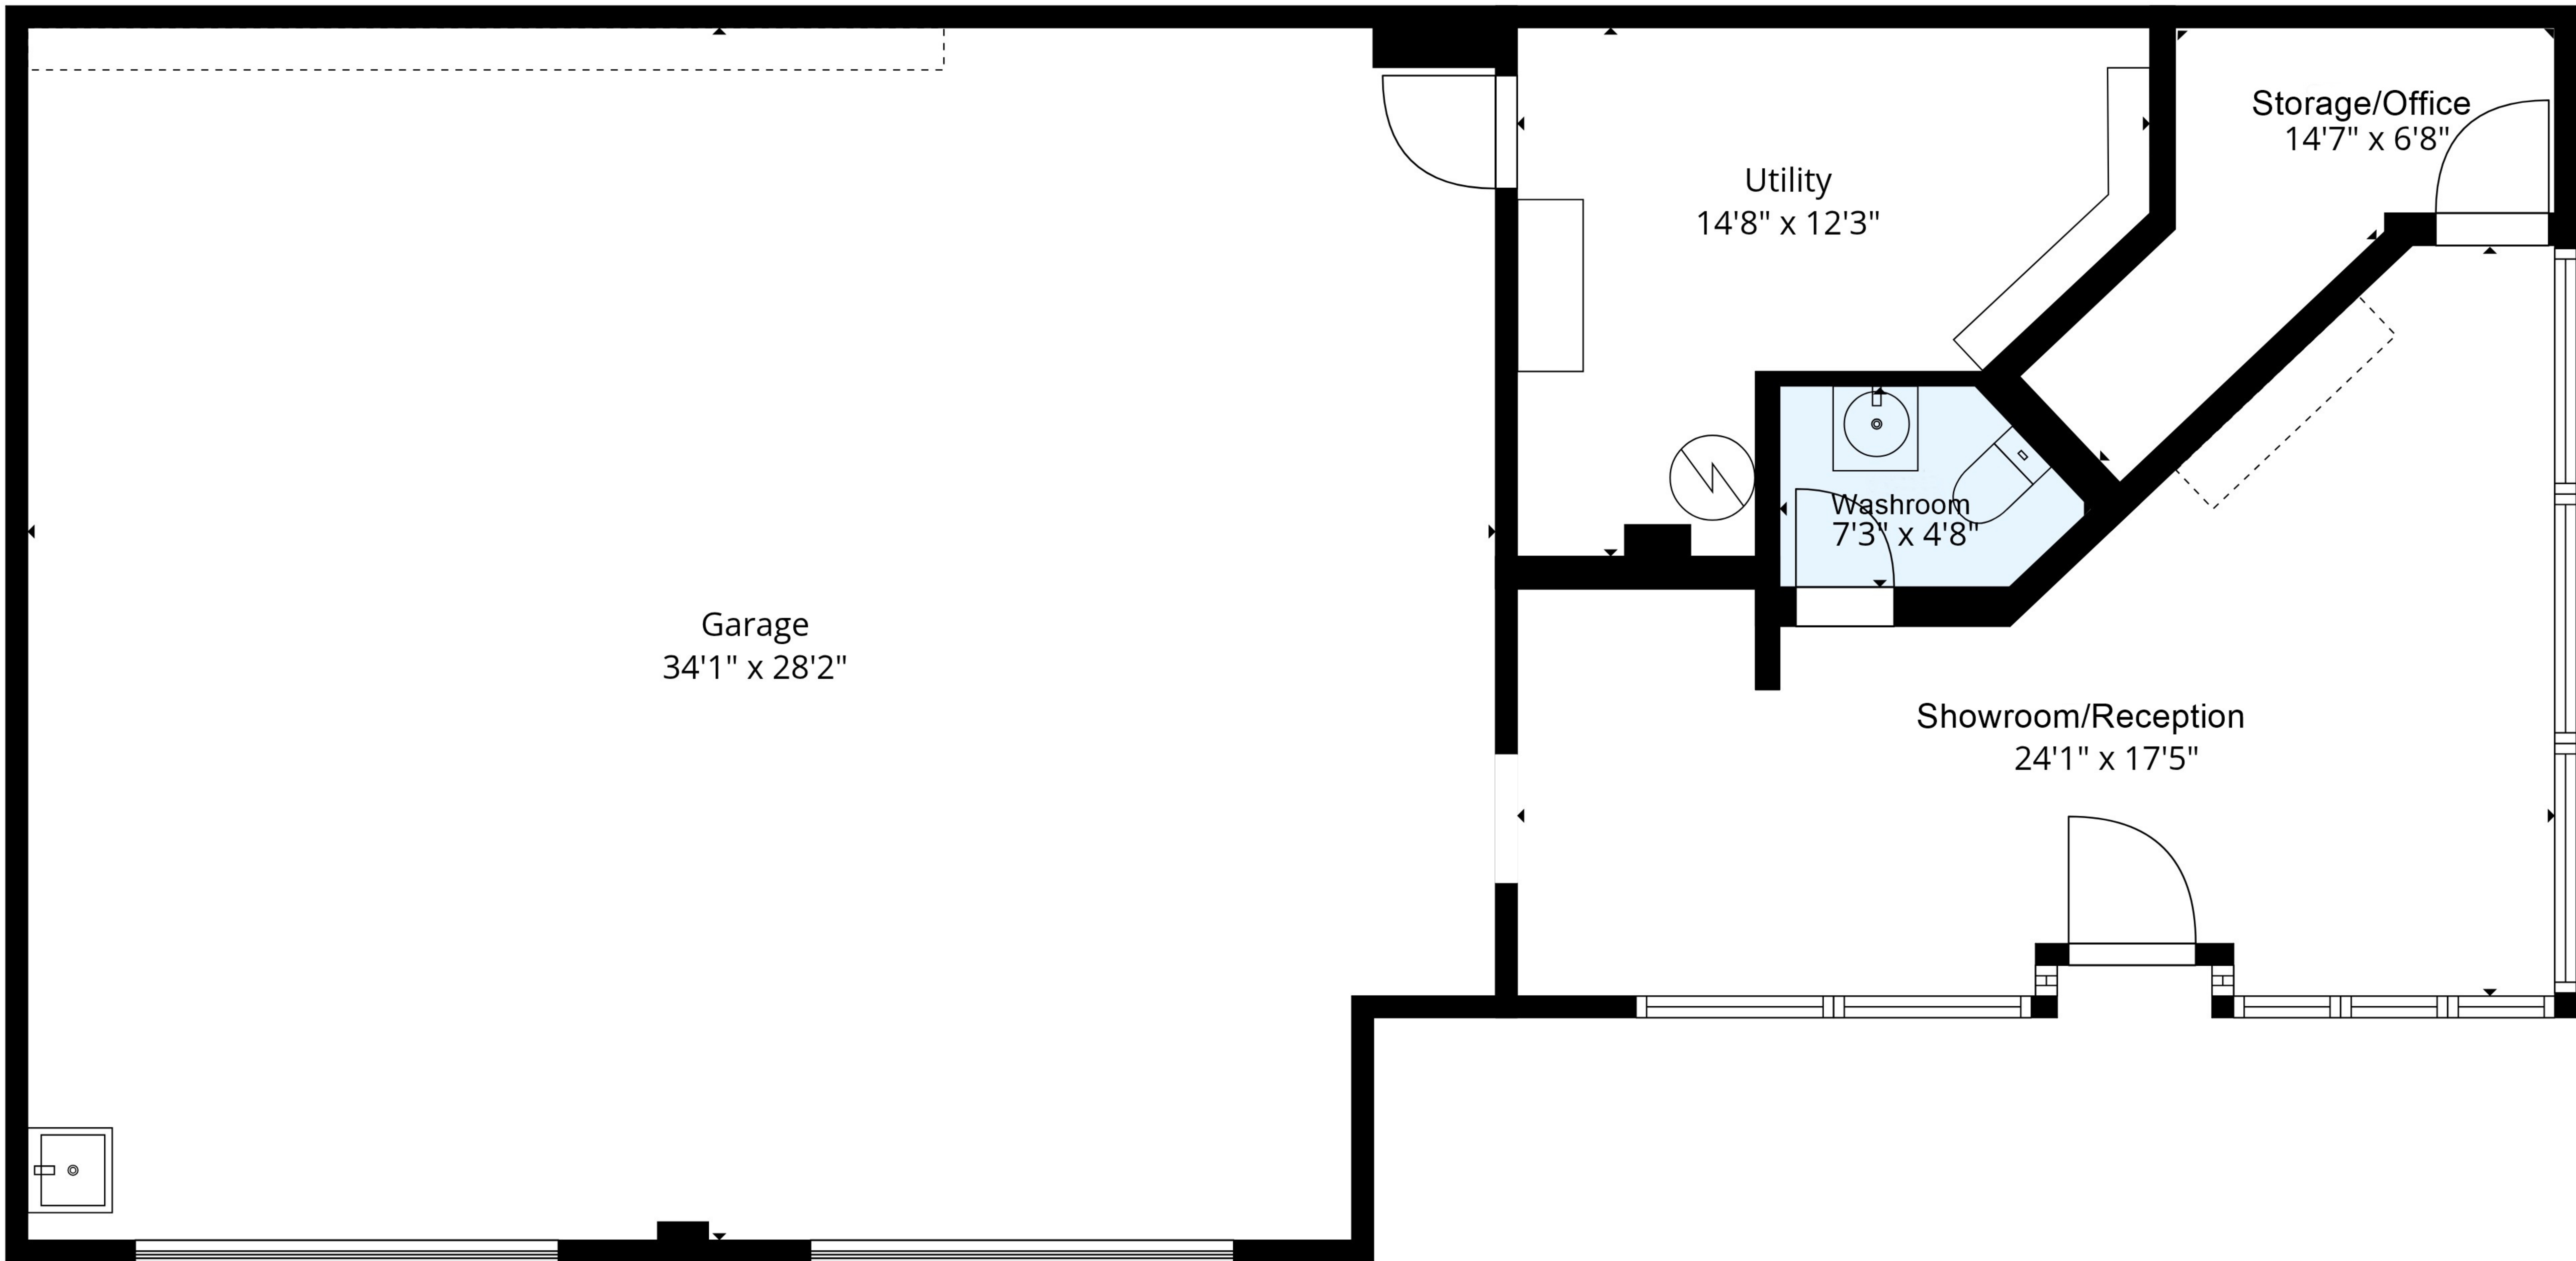 Storage/Office
14'7" x 6'8"
Utility
14'8" x 12'3"
Washroom
7'3" x 4'8"
Garage
34'1" x 28'2"
Showroom/Reception
24'1" x 17'5"